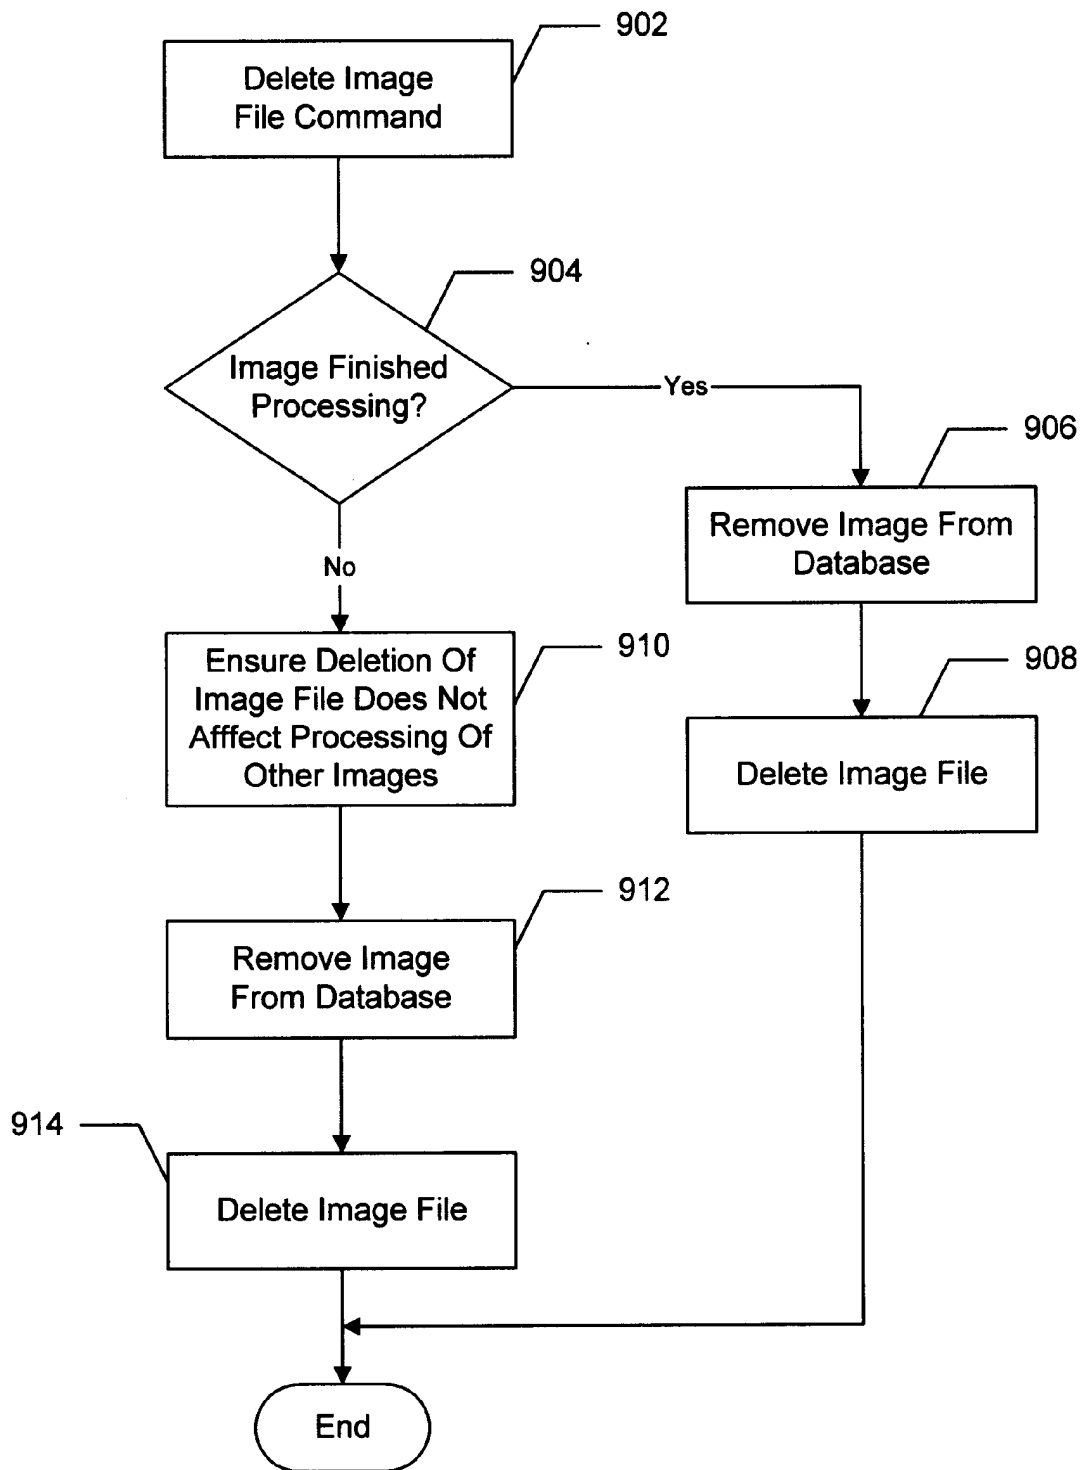 902
Delete Image
File Command
904
Image Finished
Processing?
Yes
906
Remove Image From
Database
No
910
Ensure Deletion Of
Image File Does Not
Afffect Processing Of
Other Images
908
Delete Image File
912
Remove Image
From Database
914
Delete Image File
End